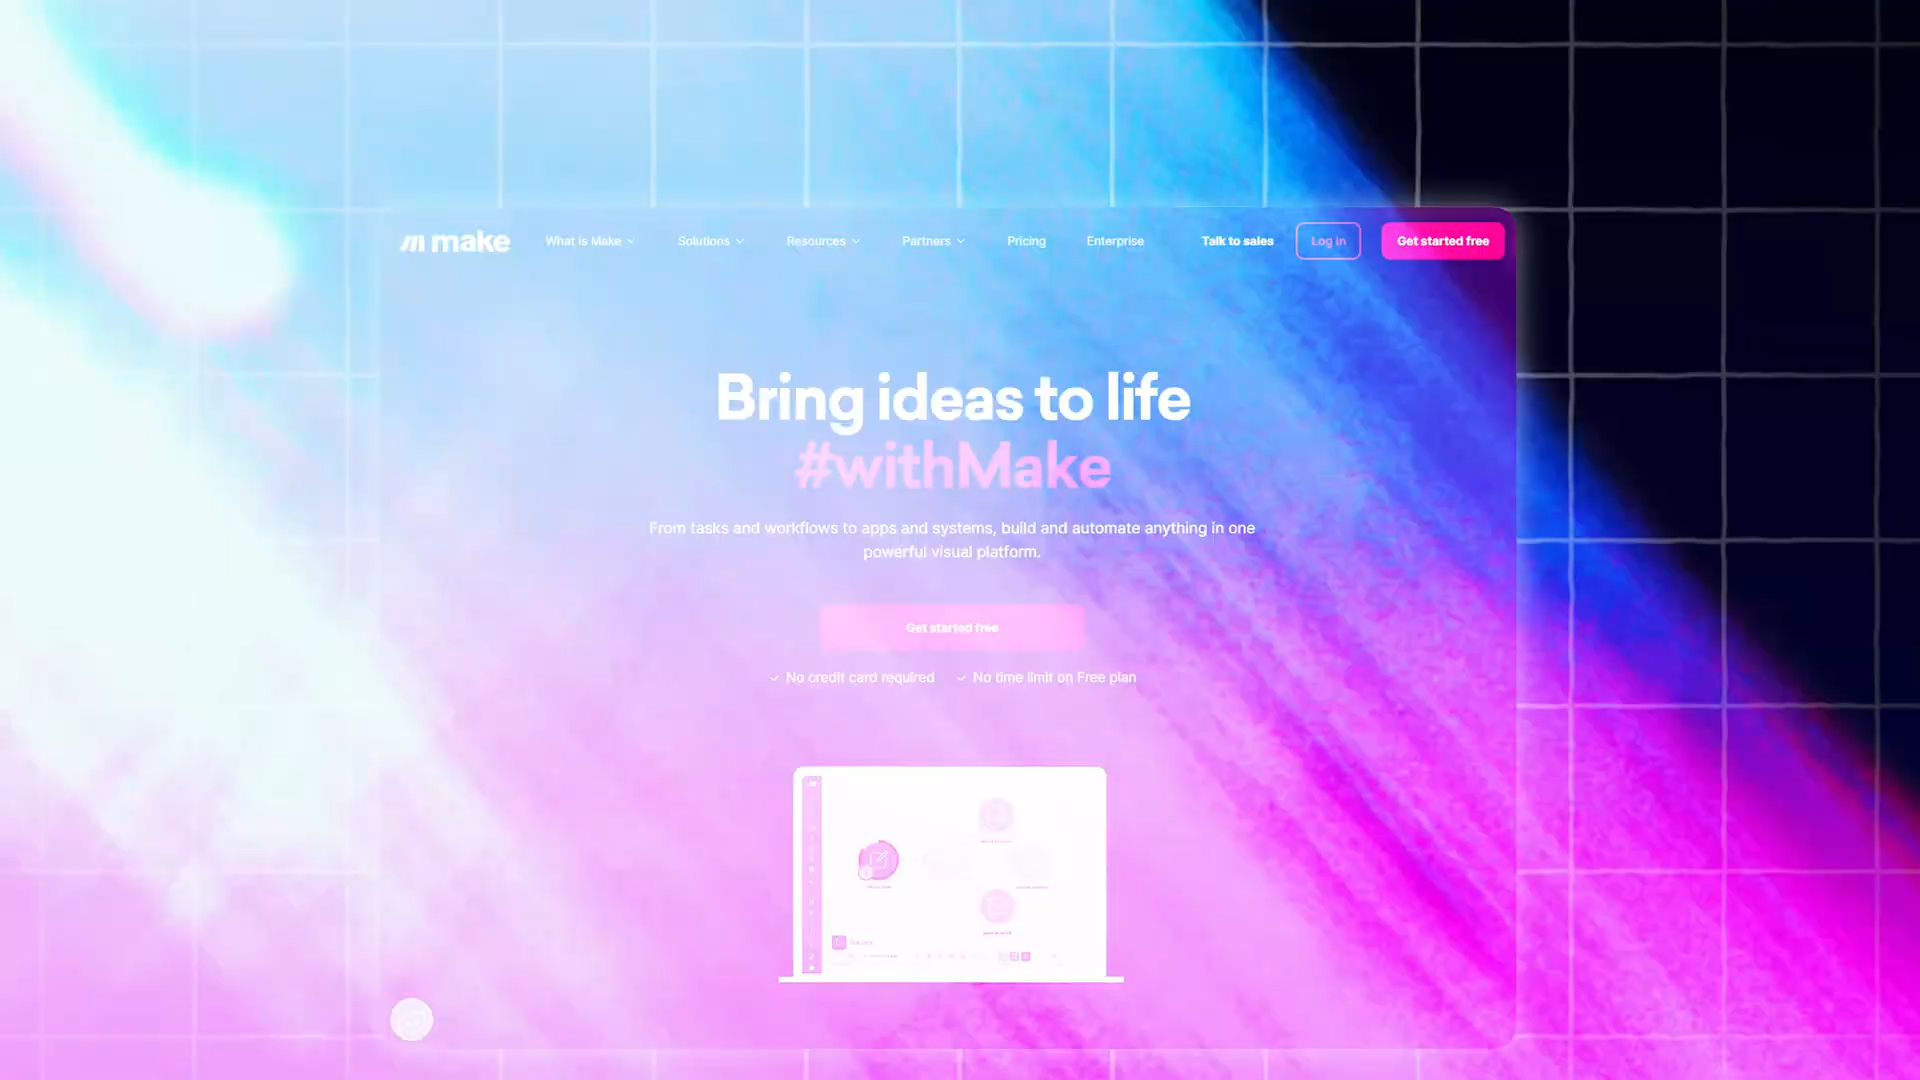 make
What is Make
Solutions
Resources
Partners
Pricing
Enterprise
Talk to sales
Log in
Get started free
Bring ideas to life
#withMake
From tasks and workflows to apps and systems, build and automate anything in one
powerful visual platform.
Get started free
No credit card required
No time limit on Free plan